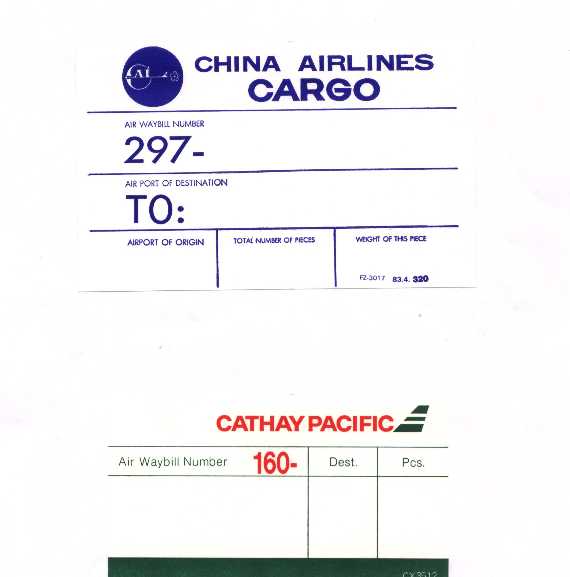 CAL
CHINA AIRLINES
CARGO
AIR WAYBILL NUMBER
297-
AIR PORT OF DESTINATION
TO:
AIRPORT OF ORIGIN TOTAL NUMBER OF PIECES WEIGHT OF THIS PIECE
FZ-3017 83.4. 320
CATHAY PACIFIC
Air Waybill Number 160- Dest. Pcs.